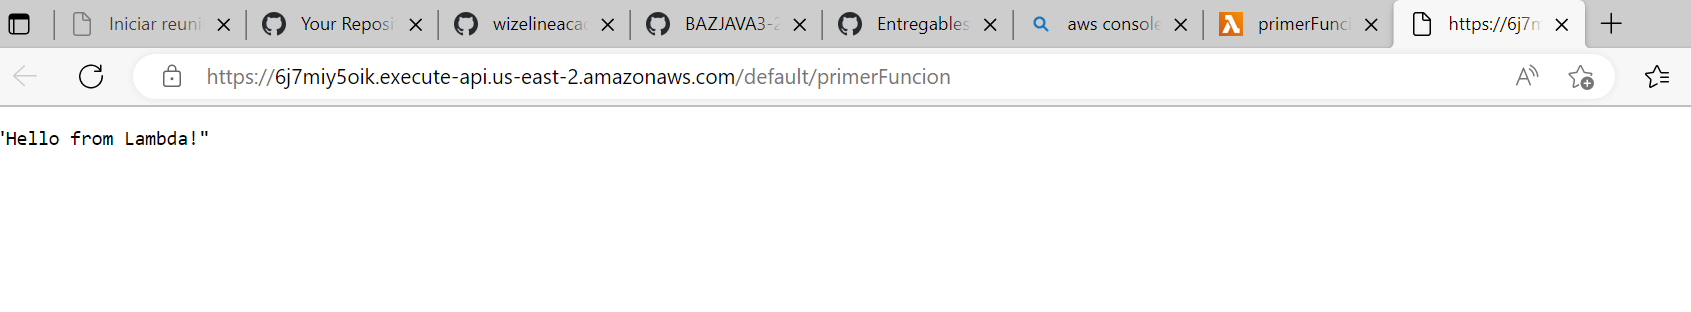 Iniciar reuni
Your Reposi
wizelineaca
BAZJAVA3-2
Entregables
aws console
primerFunci
https://6j7m
https://6j7miy5oik.execute-api.us-east-2.amazonaws.com/default/primerFuncion
"Hello from Lambda!"